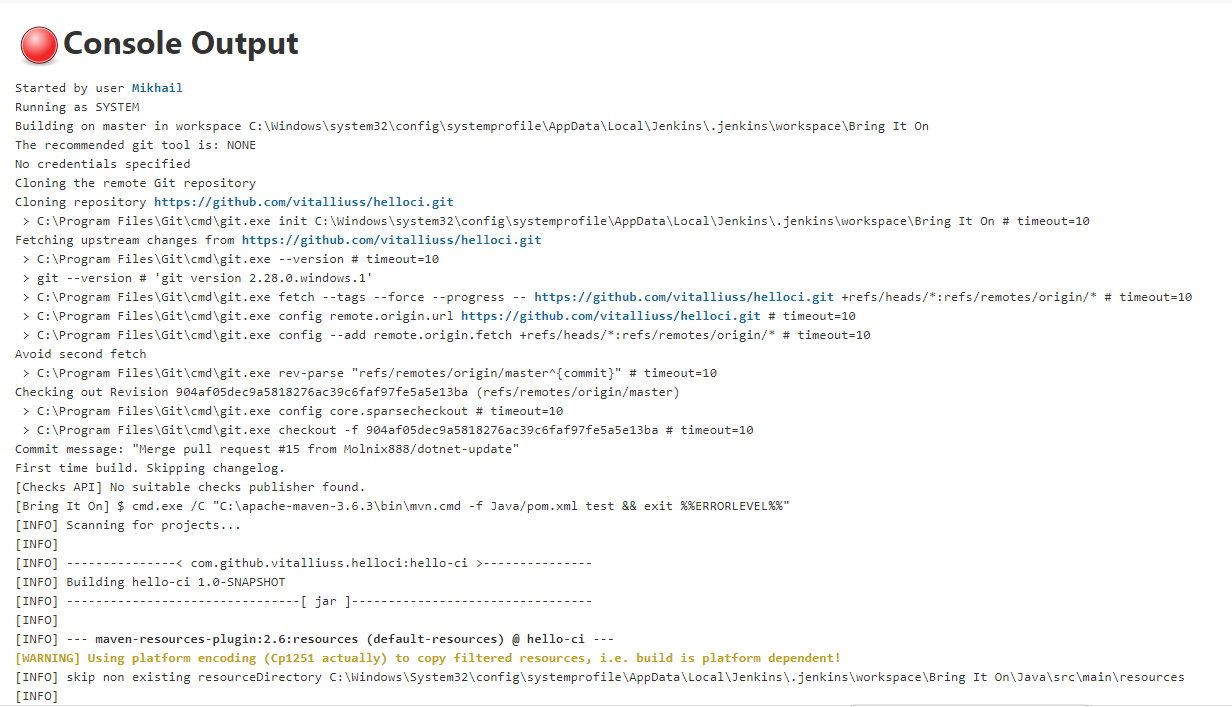 Console Output
Started by user Mikhail
Running as SYSTEM
Building on master in workspace C:\Windows\system32\config\systemprofile\AppData\Local\Jenkins\.jenkins\workspace\Bring It On
The recommended git tool is: NONE
No credentials specified
Cloning the remote Git repository
Cloning repository https://github.com/vitalliuss/helloci.git
 > C:\Program Files\Git\cmd\git.exe init C:\Windows\system32\config\systemprofile\AppData\Local\Jenkins\.jenkins\workspace\Bring It On # timeout=10
Fetching upstream changes from https://github.com/vitalliuss/helloci.git
 > C:\Program Files\Git\cmd\git.exe --version # timeout=10
 > git --version # 'git version 2.28.0.windows.1'
 > C:\Program Files\Git\cmd\git.exe fetch --tags --force --progress -- https://github.com/vitalliuss/helloci.git +refs/heads/*:refs/remotes/origin/* # timeout=10
 > C:\Program Files\Git\cmd\git.exe config remote.origin.url https://github.com/vitalliuss/helloci.git # timeout=10
 > C:\Program Files\Git\cmd\git.exe config --add remote.origin.fetch +refs/heads/*:refs/remotes/origin/* # timeout=10
Avoid second fetch
 > C:\Program Files\Git\cmd\git.exe rev-parse "refs/remotes/origin/master^{commit}" # timeout=10
Checking out Revision 904af05dec9a5818276ac39c6faf97fe5a5e13ba (refs/remotes/origin/master)
 > C:\Program Files\Git\cmd\git.exe config core.sparsecheckout # timeout=10
 > C:\Program Files\Git\cmd\git.exe checkout -f 904af05dec9a5818276ac39c6faf97fe5a5e13ba # timeout=10
Commit message: "Merge pull request #15 from Molnix888/dotnet-update"
First time build. Skipping changelog.
[Checks API] No suitable checks publisher found.
[Bring It On] $ cmd.exe /C "C:\apache-maven-3.6.3\bin\mvn.cmd -f Java/pom.xml test && exit %%ERRORLEVEL%%"
[INFO] Scanning for projects...
[INFO]
[INFO] ---------------< com.github.vitalliuss.helloci:hello-ci >---------------
[INFO] Building hello-ci 1.0-SNAPSHOT
[INFO] --------------------------------[ jar ]---------------------------------
[INFO]
[INFO] --- maven-resources-plugin:2.6:resources (default-resources) @ hello-ci ---
[WARNING] Using platform encoding (Cp1251 actually) to copy filtered resources, i.e. build is platform dependent!
[INFO] skip non existing resourceDirectory C:\Windows\System32\config\systemprofile\AppData\Local\Jenkins\.jenkins\workspace\Bring It On\Java\src\main\resources
[INFO]